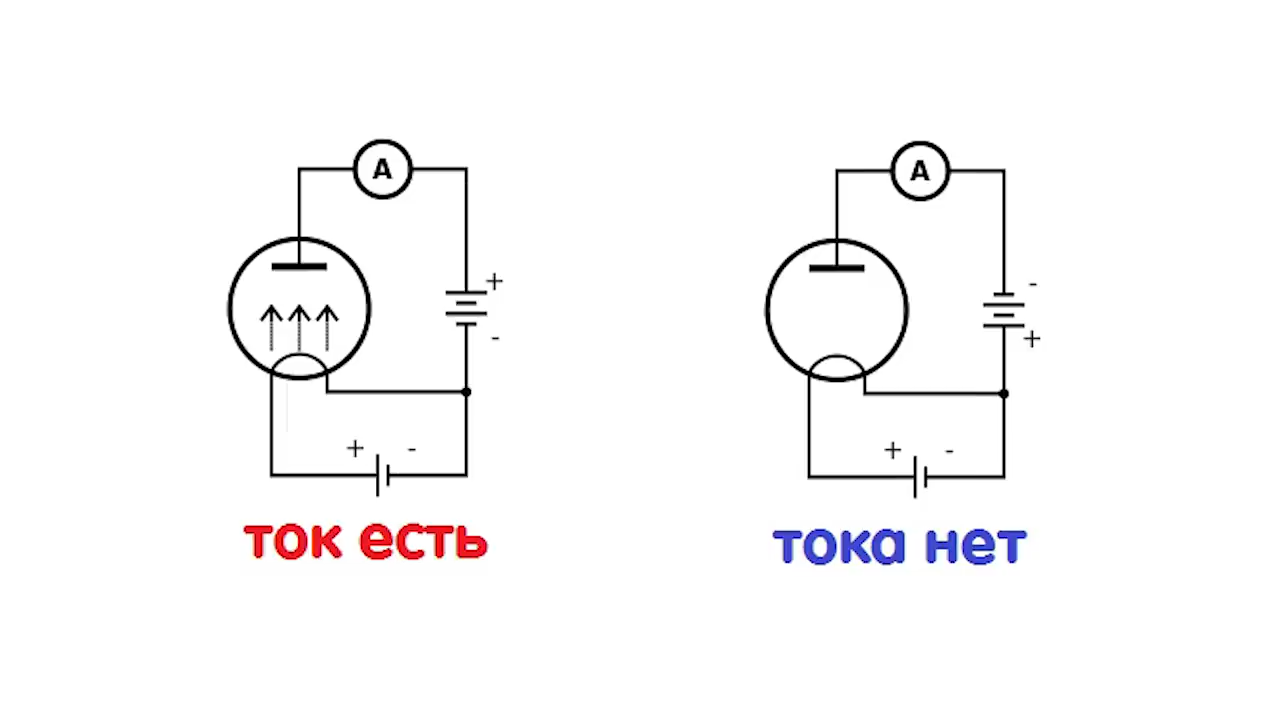 A
A
+
-
-
+
+ -
+ -
ток есть
тока нет